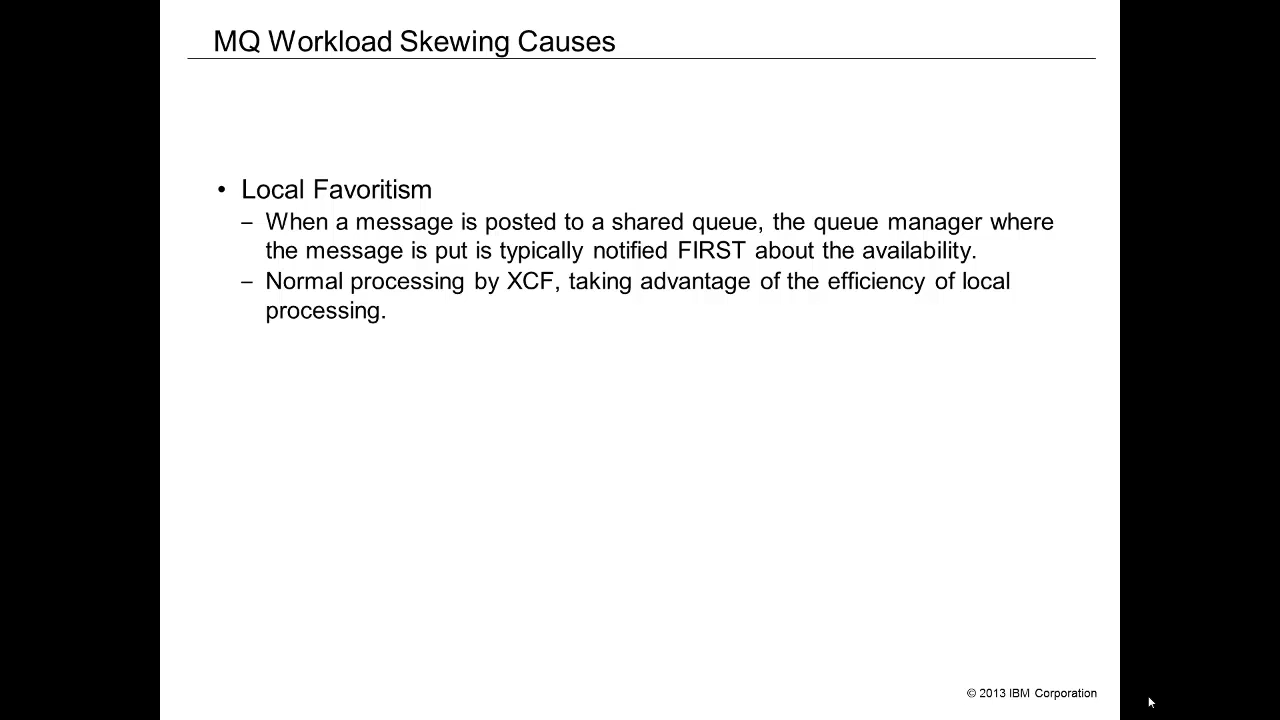 MQ Workload Skewing Causes
• Local Favoritism
– When a message is posted to a shared queue, the queue manager where
the message is put is typically notified FIRST about the availability.
– Normal processing by XCF, taking advantage of the efficiency of local
processing.
© 2013 IBM Corporation